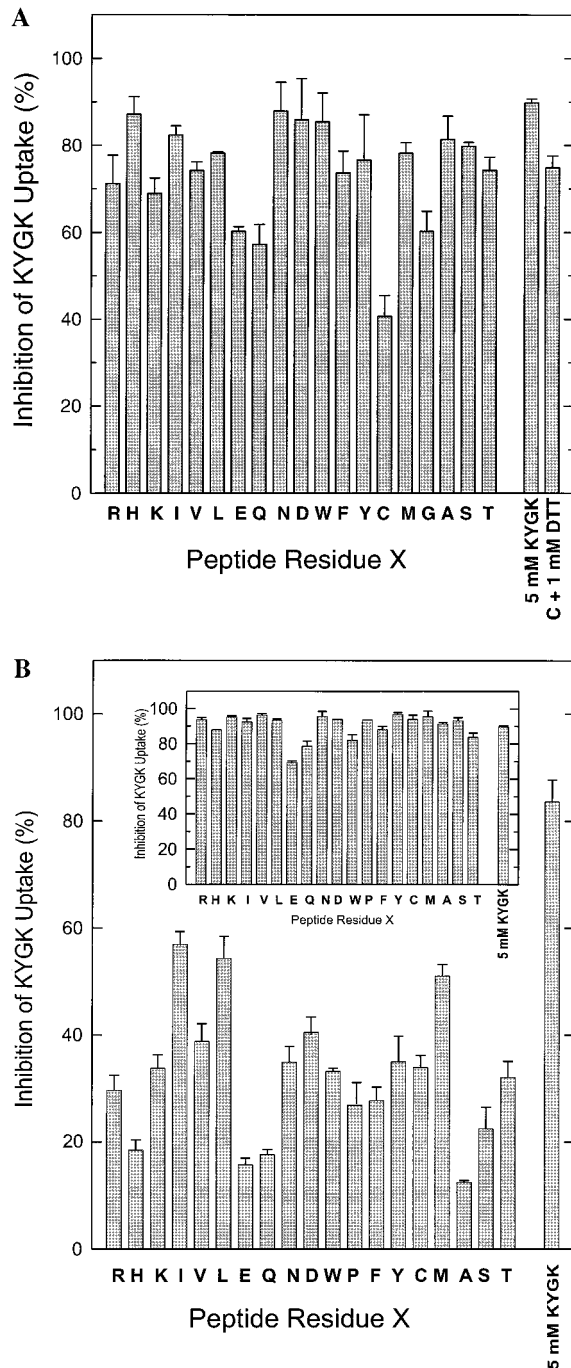 A
Inhibition of KYGK Uptake (%)
100
80
60
40
20
0
R H K I V L E Q N D W F Y C M G A S T
5 mM KYGK
C + 1 mM DTT
Peptide Residue X
B
Inhibition of KYGK Uptake (%)
100
80
60
40
20
0
Inhibition of KYGK Uptake (%)
100
80
60
40
20
0
R H K I V L E Q N D W P F Y C M A S T
5 mM KYGK
Peptide Residue X
R H K I V L E Q N D W P F Y C M A S T
5 mM KYGK
Peptide Residue X